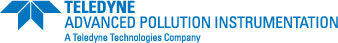 TELEDYNE
ADVANCED POLLUTION INSTRUMENTATION
A Teledyne Technologies Company